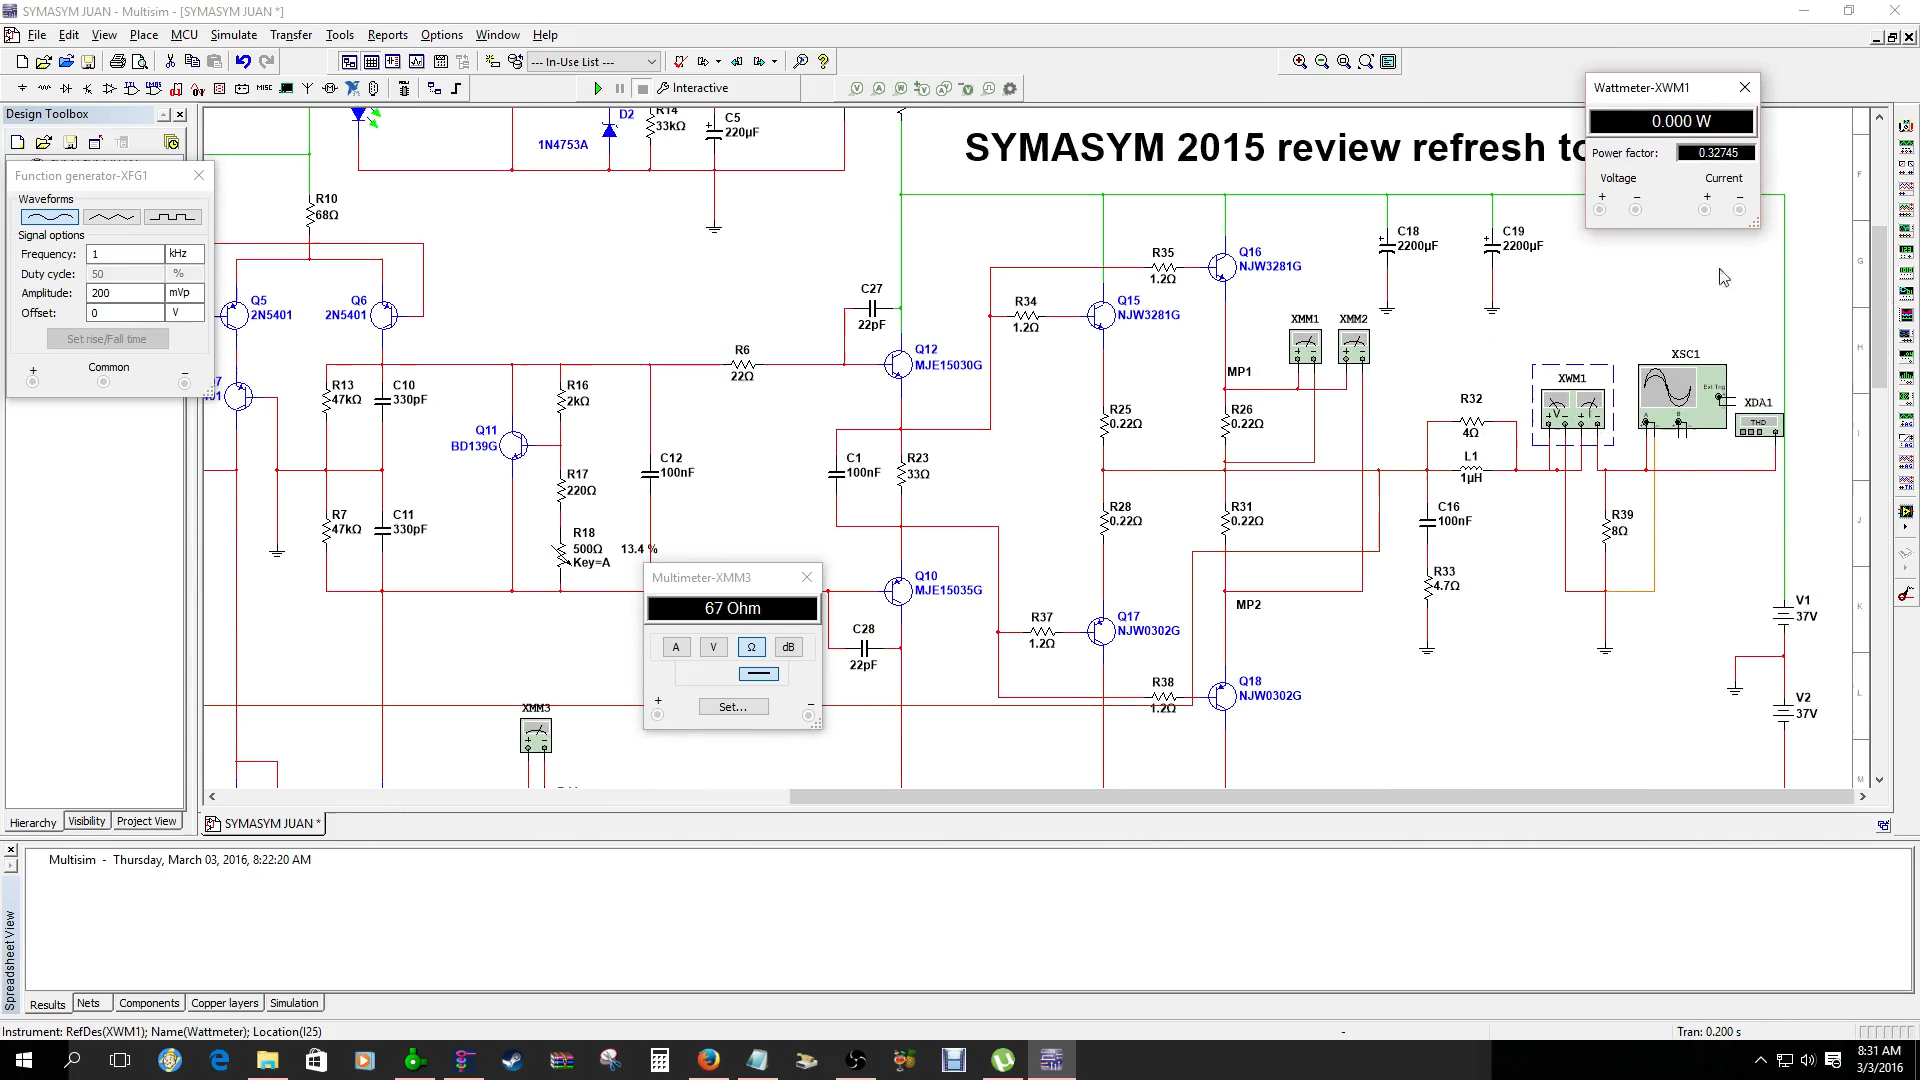 SYMASYM JUAN - Multisim - [SYMASYM JUAN *]
File Edit View Place MCU Simulate Transfer Tools Reports Options Window Help
--- In-Use List ---
Interactive
Design Toolbox
Function generator-XFG1
Waveforms
Signal options
Frequency: 1 kHz
Duty cycle: 50 %
Amplitude: 200 mVp
Offset: 0 V
Set rise/Fall time
+ Common −
Wattmeter-XWM1
0.000 W
Power factor: 0.32745
Voltage Current
+ − + −
SYMASYM 2015 review refresh to
D2
1N4753A
R14
33kΩ
C5
220µF
R10
68Ω
Q5
2N5401
Q6
2N5401
R13
47kΩ
C10
330pF
R7
47kΩ
C11
330pF
Q11
BD139G
R16
2kΩ
R17
220Ω
R18
500Ω
Key=A
13.4 %
C12
100nF
R6
22Ω
C27
22pF
Q12
MJE15030G
C1
100nF
R23
33Ω
Q10
MJE15035G
C28
22pF
R34
1.2Ω
R35
1.2Ω
Q15
NJW3281G
Q16
NJW3281G
R25
0.22Ω
R26
0.22Ω
R28
0.22Ω
R31
0.22Ω
R37
1.2Ω
Q17
NJW0302G
R38
1.2Ω
Q18
NJW0302G
MP1
MP2
XMM1
XMM2
C18
2200µF
C19
2200µF
R32
4Ω
L1
1µH
C16
100nF
R33
4.7Ω
XWM1
XSC1
Ext Trig
XDA1
THD
R39
8Ω
V1
37V
V2
37V
XMM3
Multimeter-XMM3
67 Ohm
A V Ω dB
Set...
+ −
F
G
H
I
J
K
L
M
Hierarchy Visibility Project View
SYMASYM JUAN *
Multisim - Thursday, March 03, 2016, 8:22:20 AM
Spreadsheet View
Results Nets Components Copper layers Simulation
Instrument: RefDes(XWM1); Name(Wattmeter); Location(I25)
-
Tran: 0.200 s
8:31 AM
3/3/2016